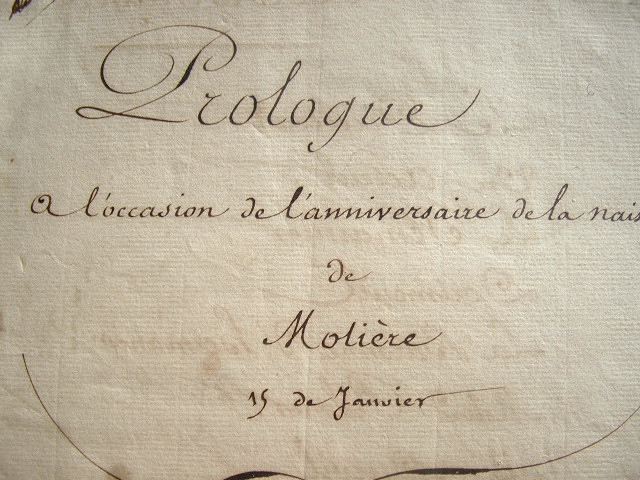 Prologue
A l'occasion de l'anniversaire de la nais
de
Molière
15 de Janvier